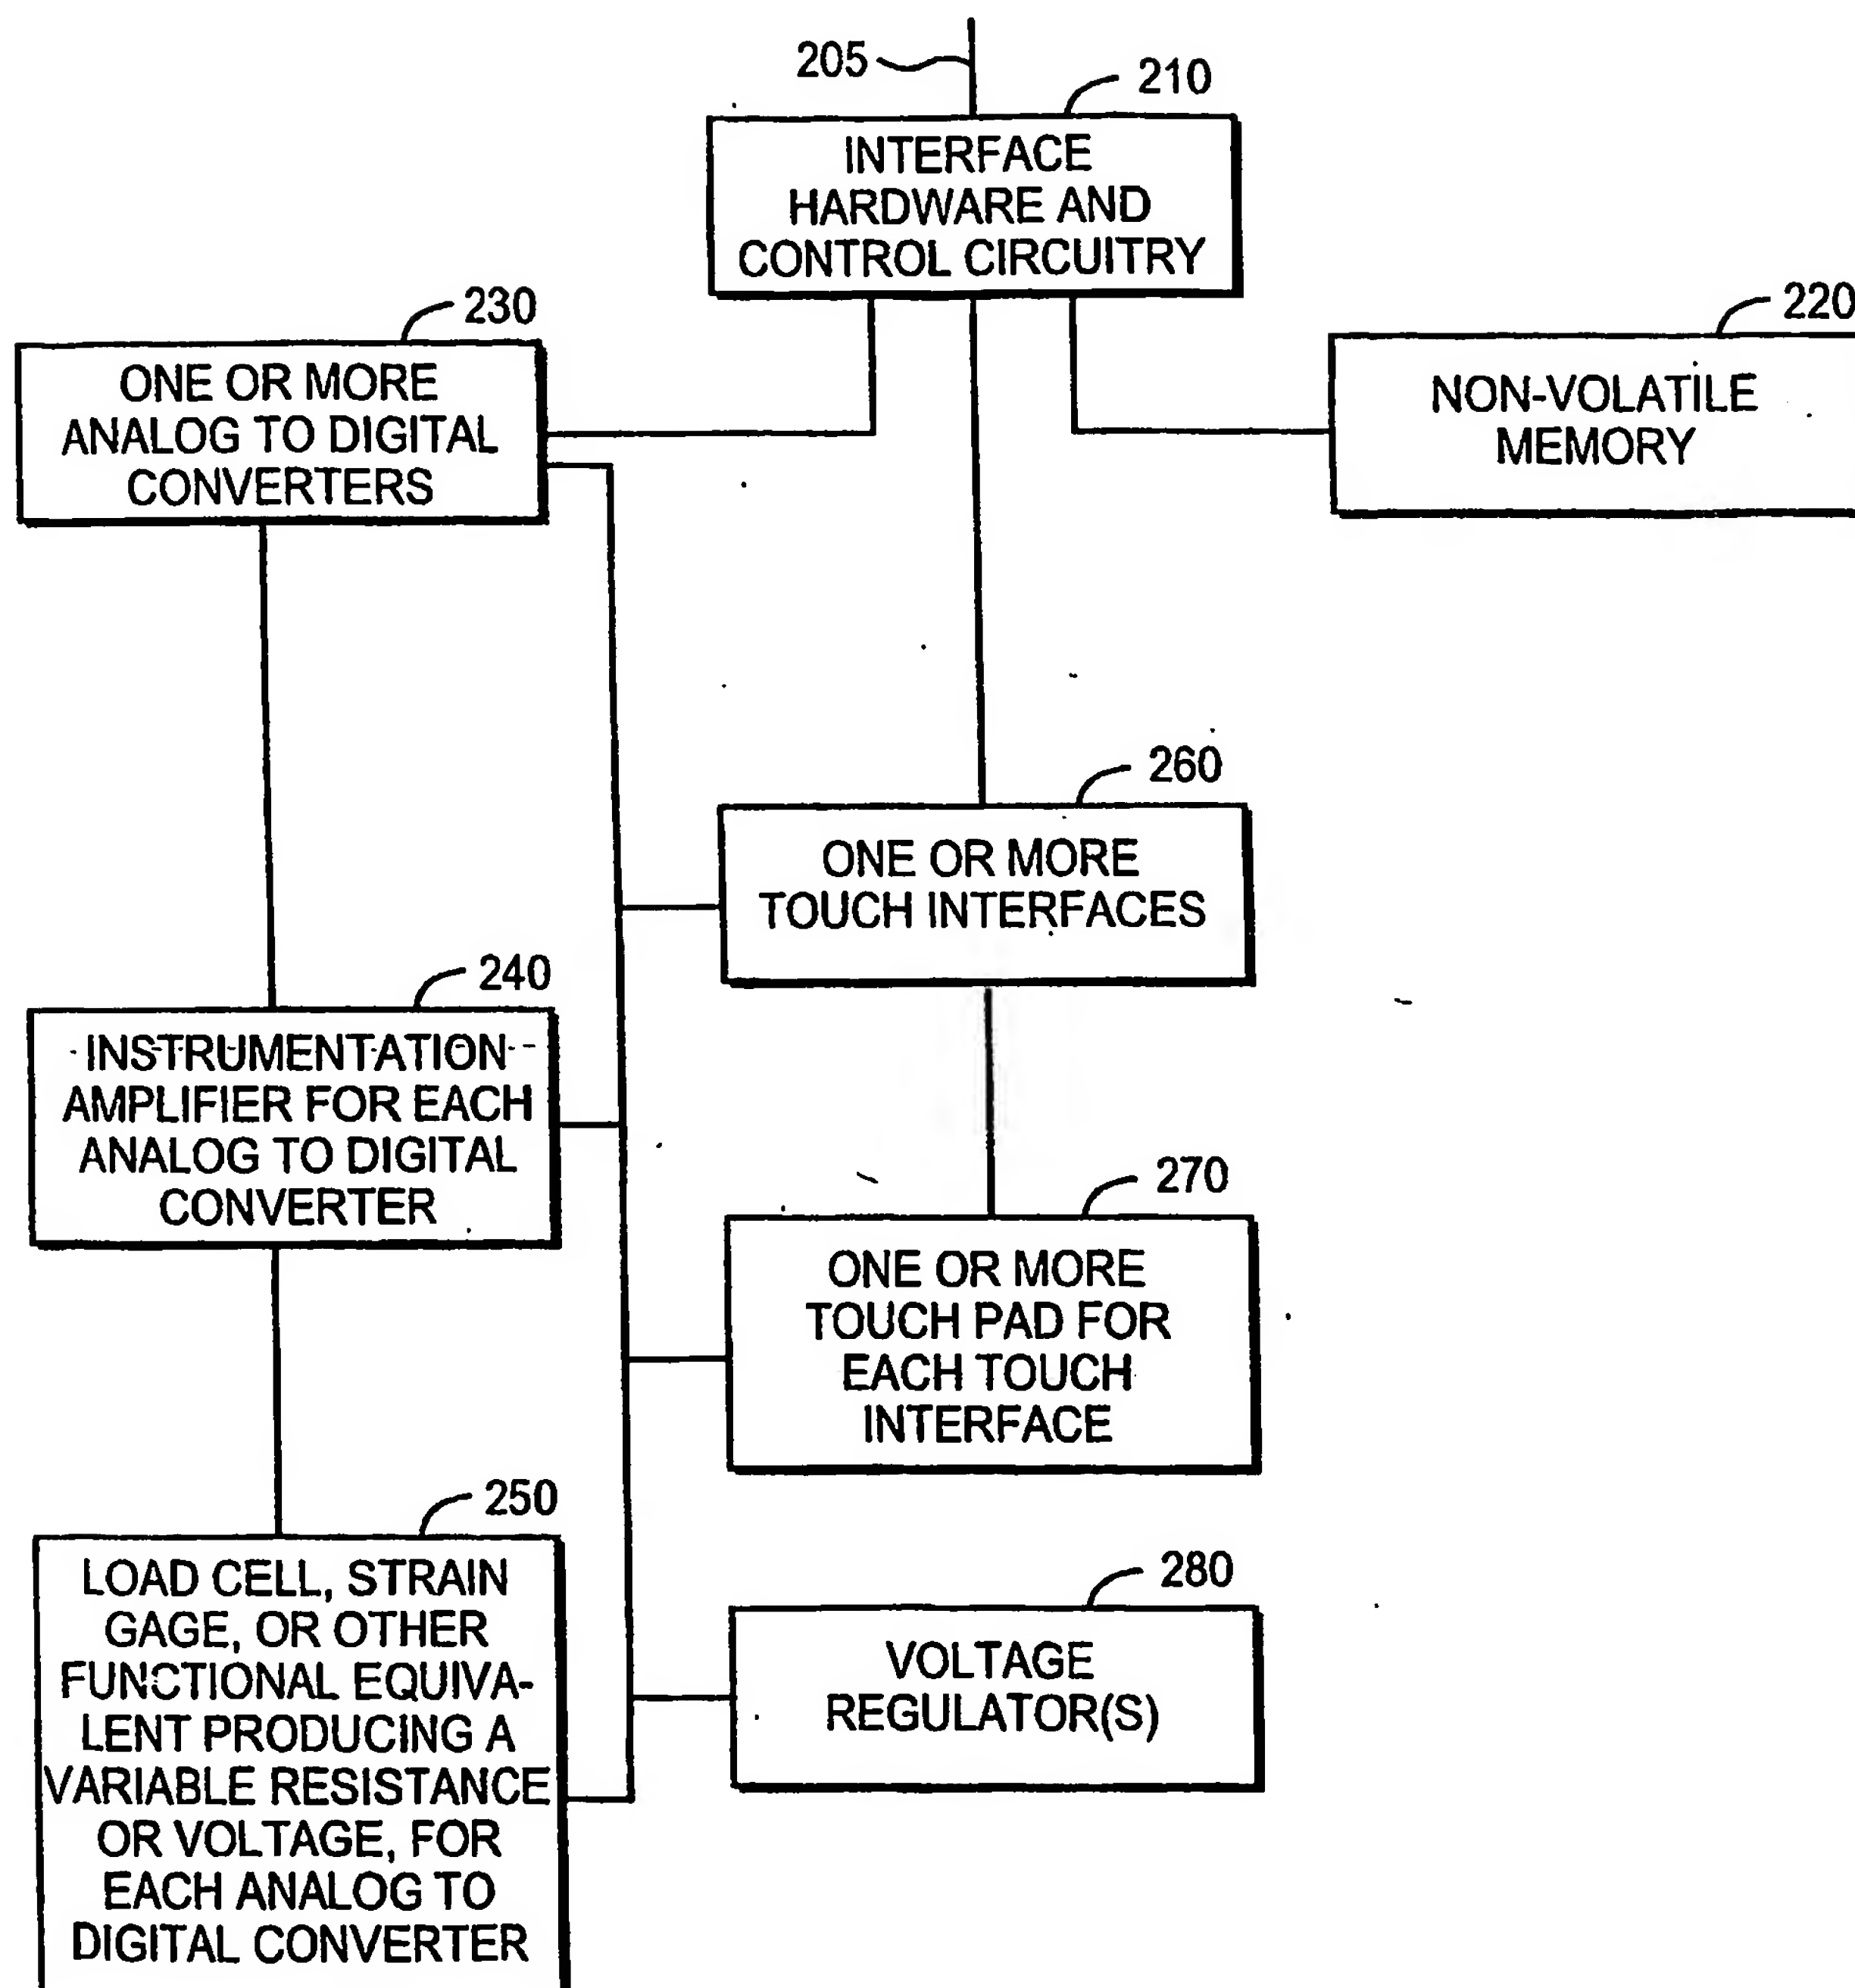 205
210
INTERFACE
HARDWARE AND
CONTROL CIRCUITRY
230
ONE OR MORE
ANALOG TO DIGITAL
CONVERTERS
220
NON-VOLATILE
MEMORY
260
ONE OR MORE
TOUCH INTERFACES
240
INSTRUMENTATION
AMPLIFIER FOR EACH
ANALOG TO DIGITAL
CONVERTER
270
ONE OR MORE
TOUCH PAD FOR
EACH TOUCH
INTERFACE
250
LOAD CELL, STRAIN
GAGE, OR OTHER
FUNCTIONAL EQUIVA-
LENT PRODUCING A
VARIABLE RESISTANCE
OR VOLTAGE, FOR
EACH ANALOG TO
DIGITAL CONVERTER
280
VOLTAGE
REGULATOR(S)